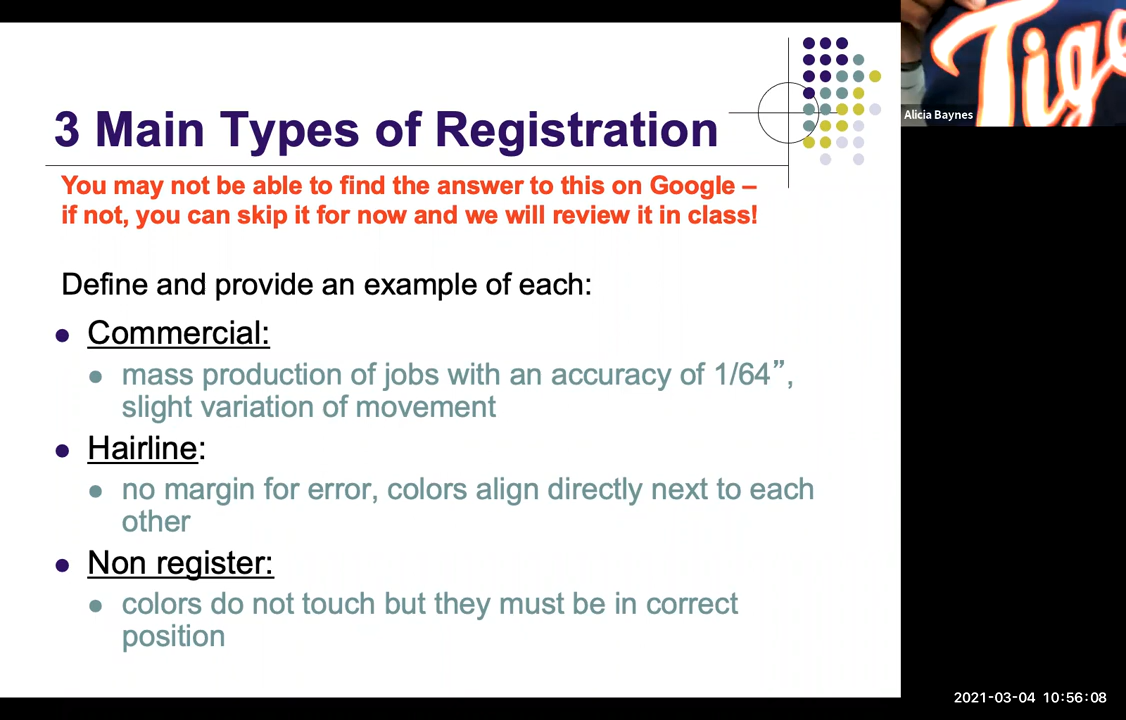 3 Main Types of Registration
You may not be able to find the answer to this on Google –
if not, you can skip it for now and we will review it in class!
Define and provide an example of each:
Commercial:
mass production of jobs with an accuracy of 1/64”,
slight variation of movement
Hairline:
no margin for error, colors align directly next to each
other
Non register:
colors do not touch but they must be in correct
position
Alicia Baynes
2021-03-04 10:56:08